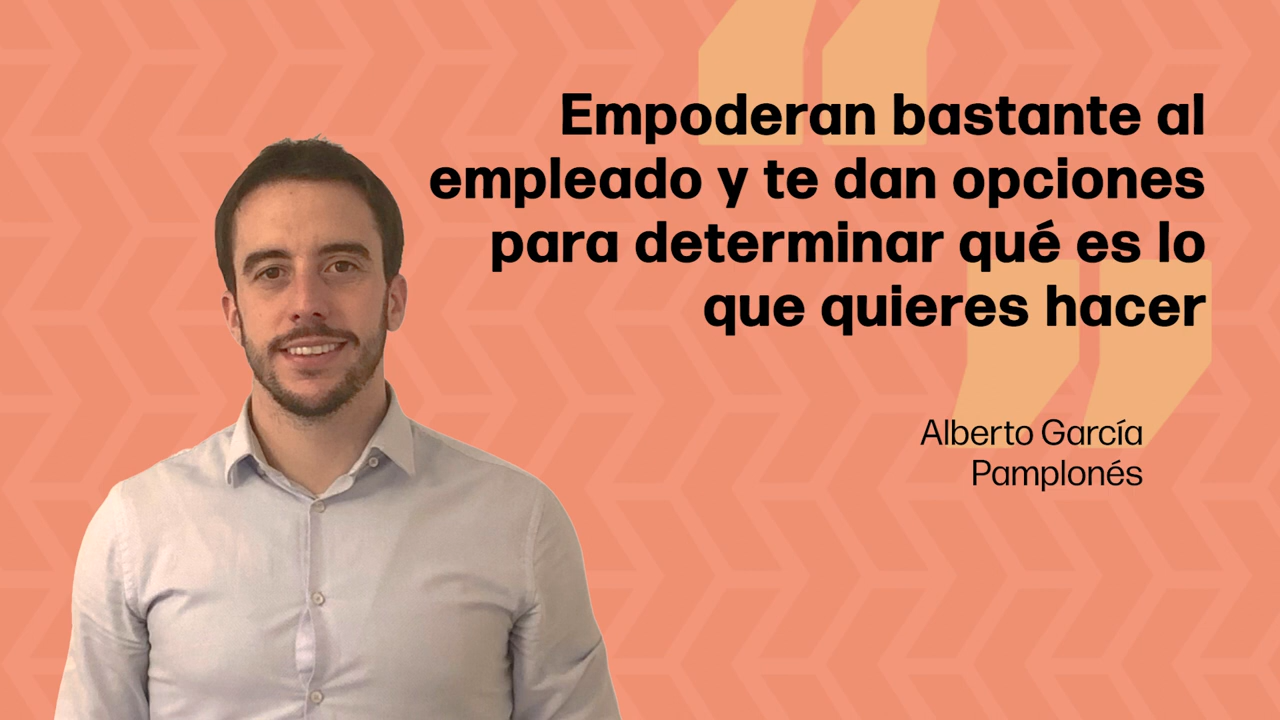 Empoderan bastante al
empleado y te dan opciones
para determinar qué es lo
que quieres hacer
Alberto García
Pamplonés